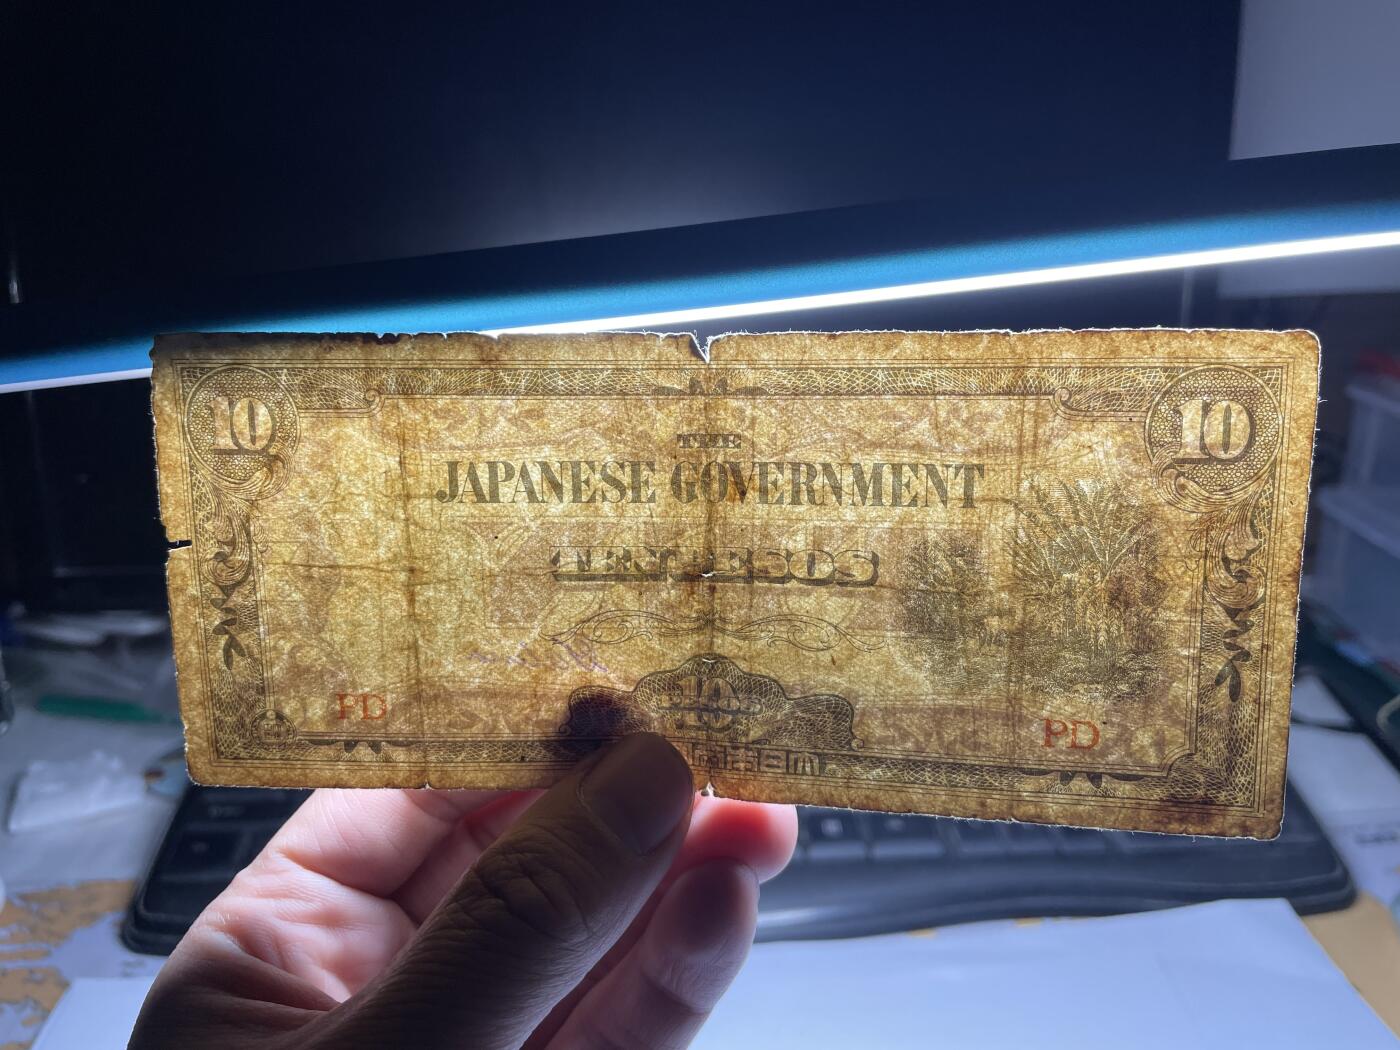 10 10
THE
JAPANESE GOVERNMENT
TEN PESOS
PD PD
10